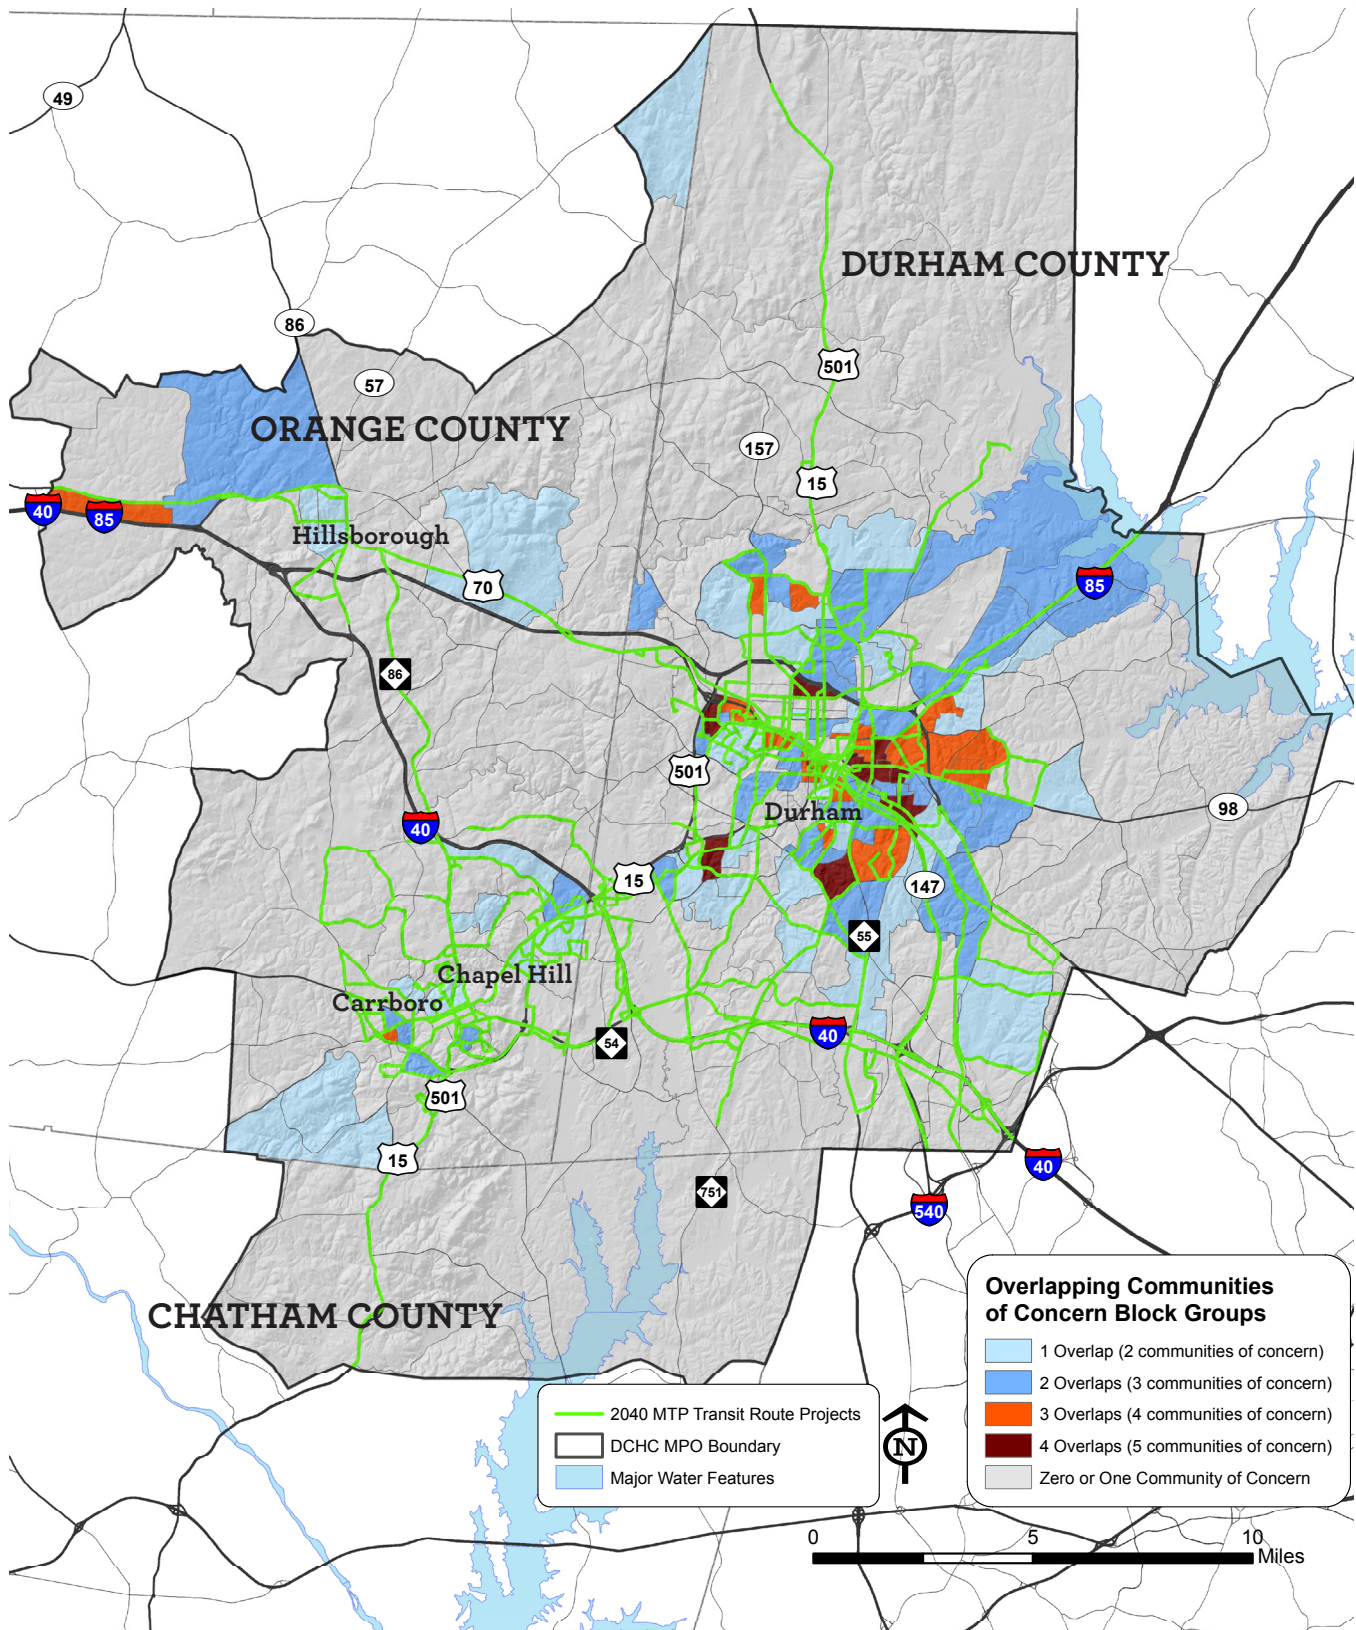 49
DURHAM COUNTY
86
501
57
ORANGE COUNTY
157
15
40
85
Hillsborough
70
85
86
501
98
Durham
40
15
147
55
Chapel Hill
Carrboro
40
54
501
15
40
751
540
CHATHAM COUNTY
Overlapping Communities
of Concern Block Groups
1 Overlap (2 communities of concern)
2 Overlaps (3 communities of concern)
3 Overlaps (4 communities of concern)
4 Overlaps (5 communities of concern)
Zero or One Community of Concern
2040 MTP Transit Route Projects
DCHC MPO Boundary
Major Water Features
N
0 5 10
Miles